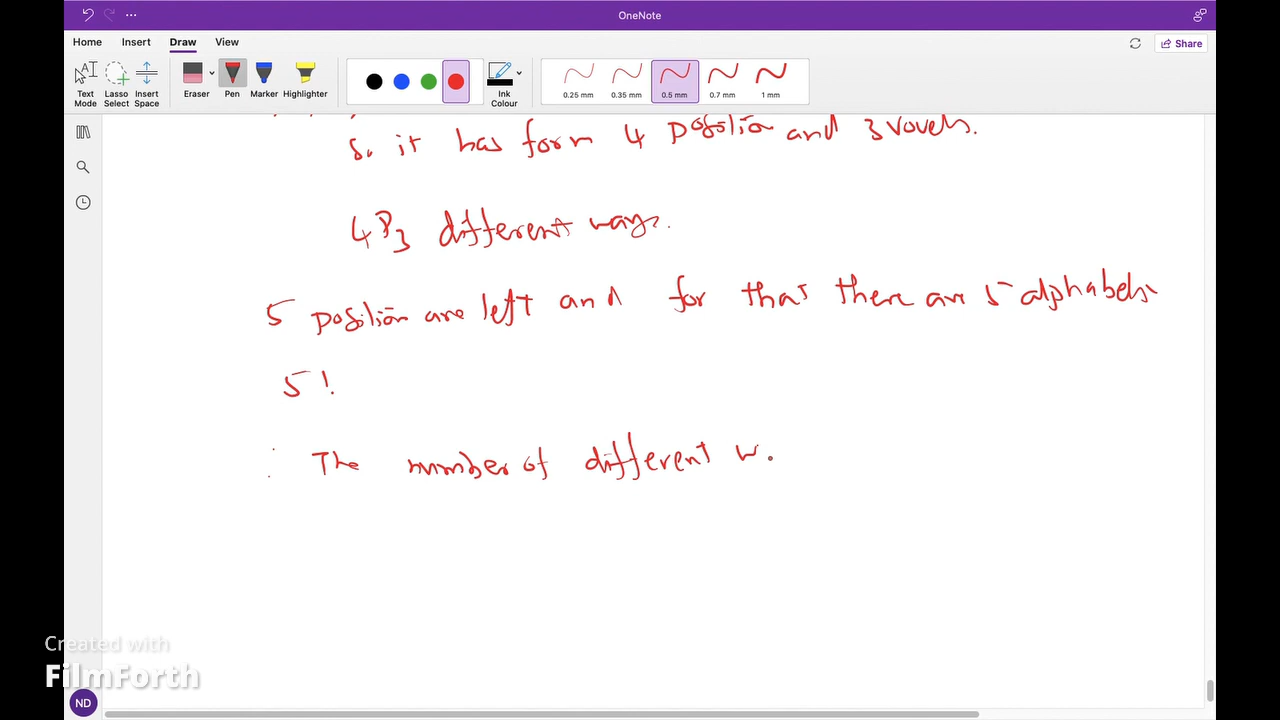 OneNote
Home Insert Draw View Share
Text Mode Lasso Select Insert Space Eraser Pen Marker Highlighter Ink Colour 0.25 mm 0.35 mm 0.5 mm 0.7 mm 1 mm
So it has form 4 position and 3 vowels.
4P3 different ways.
5 position are left and for that there are 5 alphabets
5!
∴ The number of different w
Created with
FilmForth
ND